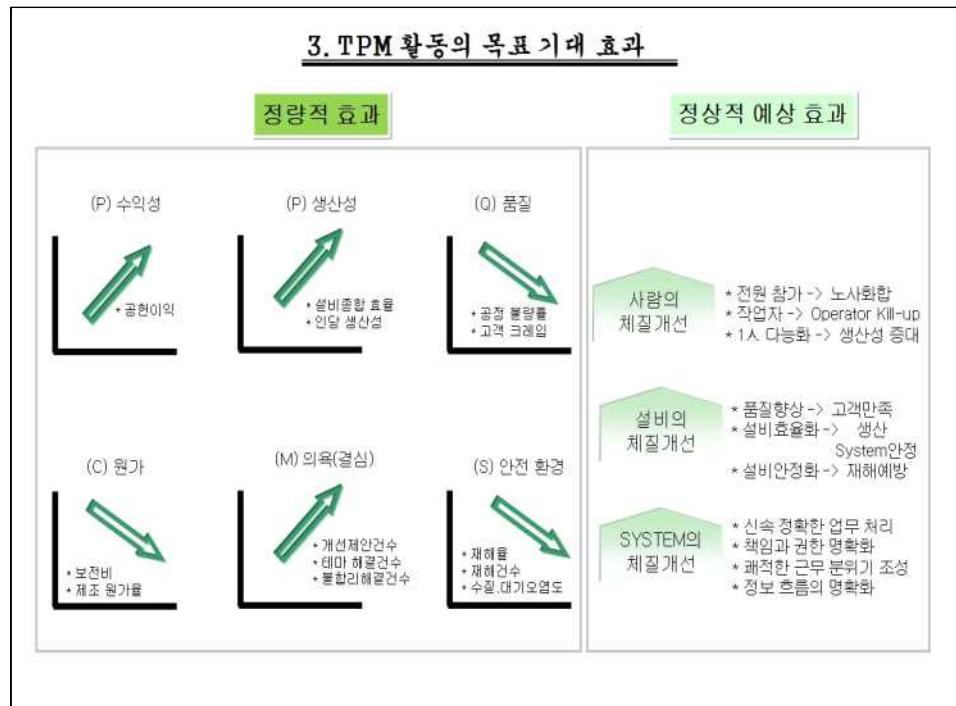 3. TPM 활동의 목표 기대 효과
정량적 효과
(P) 수익성
* 공헌이익
(P) 생산성
* 설비종합 효율
* 인당 생산성
(Q) 품질
* 공정 불량률
* 고객 크레임
(C) 원가
* 보전비
* 제조 원가율
(M) 의욕(결심)
* 개선제안건수
* 테마 해결건수
* 불합리해결건수
(S) 안전 환경
* 재해율
* 재해건수
* 수질.대기오염도
정상적 예상 효과
사람의
체질개선
* 전원 참가 -> 노사화합
* 작업자 -> Operator Kill-up
* 1人 다능화 -> 생산성 증대
설비의
체질개선
* 품질향상 -> 고객만족
* 설비효율화 -> 생산
System안정
* 설비안정화 -> 재해예방
SYSTEM의
체질개선
* 신속 정확한 업무 처리
* 책임과 권한 명확화
* 쾌적한 근무 분위기 조성
* 정보 흐름의 명확화